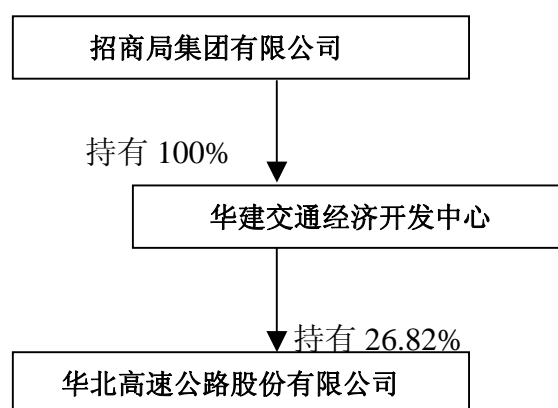 招商局集团有限公司
持有 100%
华建交通经济开发中心
持有 26.82%
华北高速公路股份有限公司